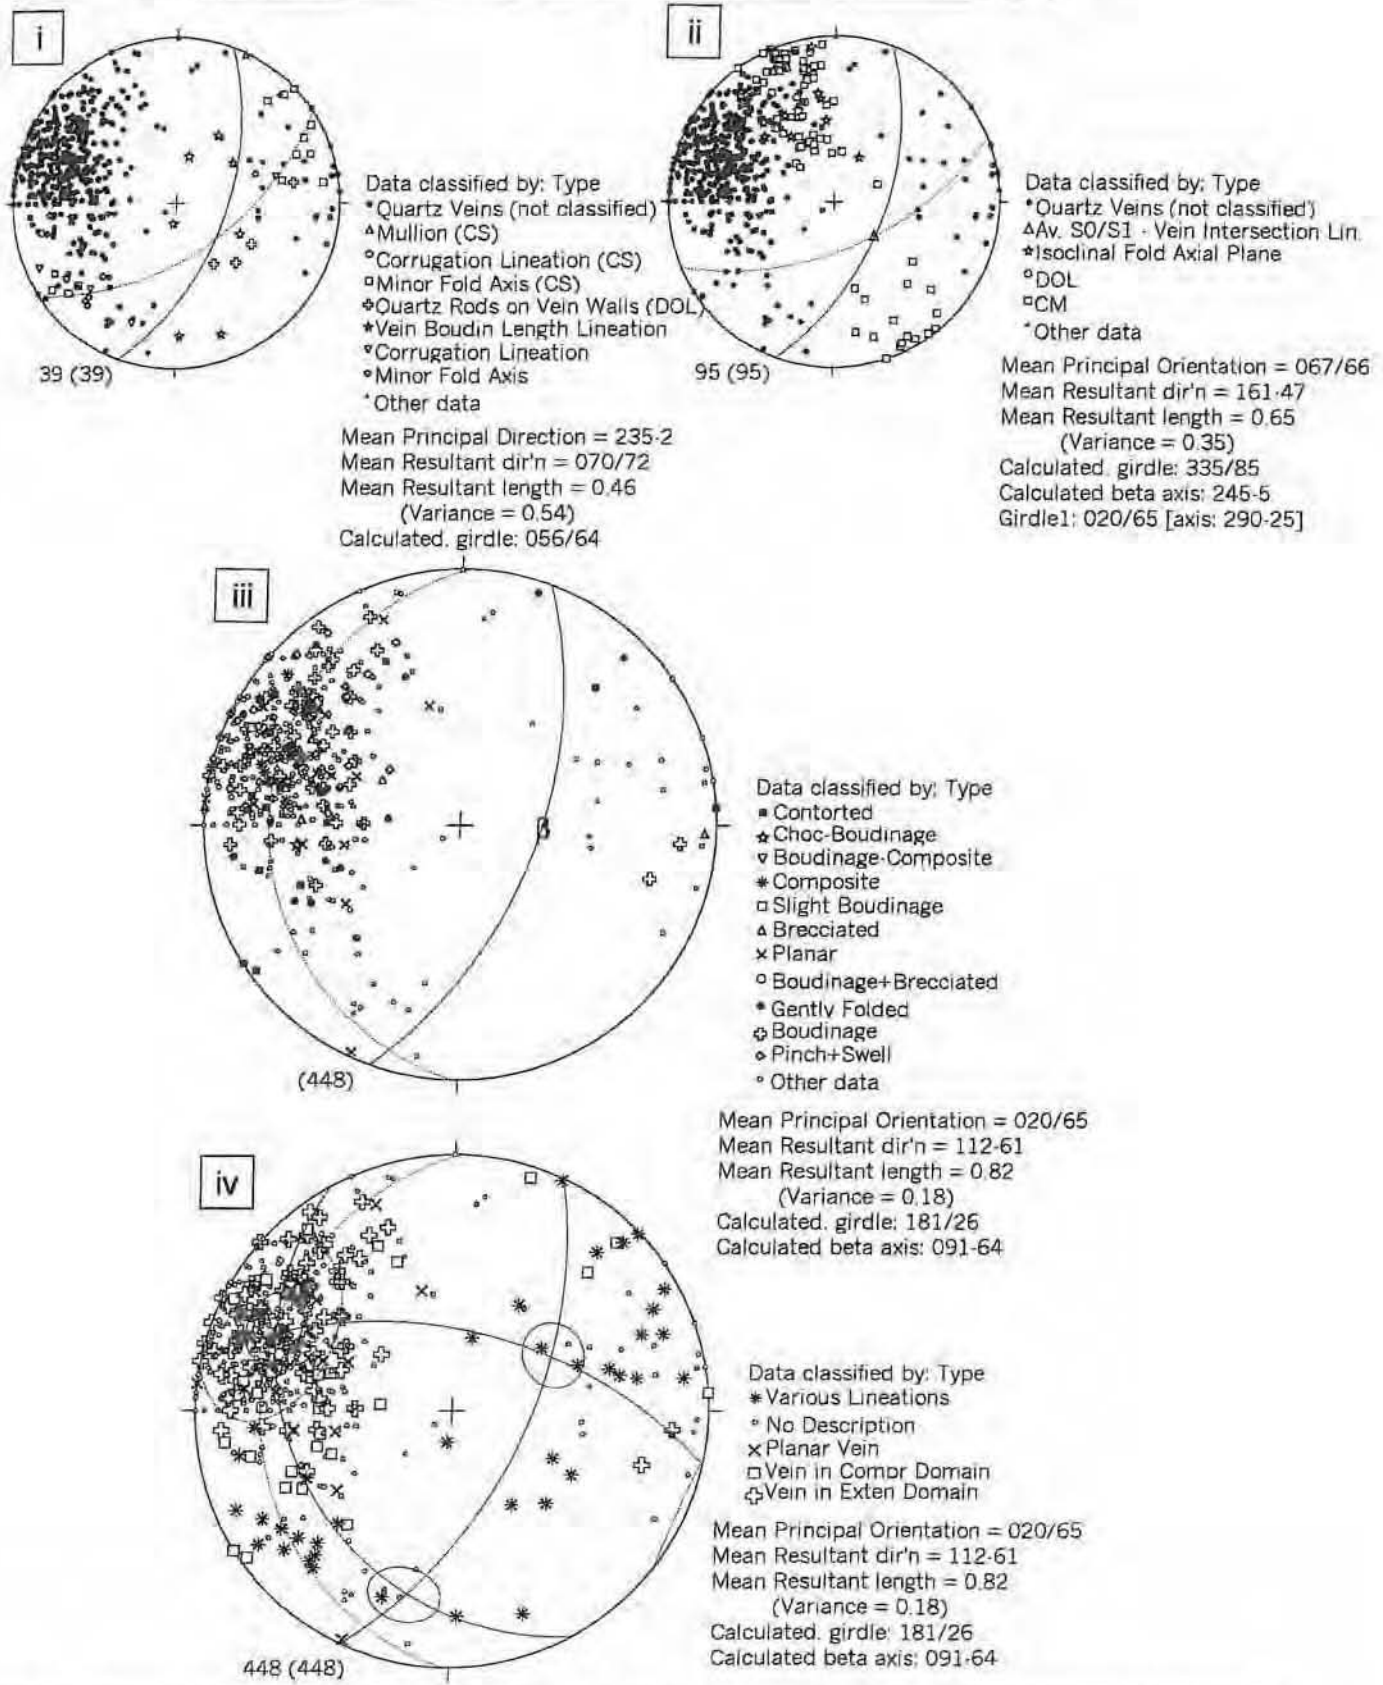 i
Data classified by: Type
Quartz Veins (not classified)
Mullion (CS)
Corrugation Lineation (CS)
Minor Fold Axis (CS)
Quartz Rods on Vein Walls (DOL)
Vein Boudin Length Lineation
Corrugation Lineation
Minor Fold Axis
Other data
39 (39)
Mean Principal Direction = 235-2
Mean Resultant dir'n = 070/72
Mean Resultant length = 0.46
(Variance = 0.54)
Calculated. girdle: 056/64
ii
Data classified by: Type
Quartz Veins (not classified)
Av. S0/S1 - Vein Intersection Lin.
Isoclinal Fold Axial Plane
DOL
CM
Other data
95 (95)
Mean Principal Orientation = 067/66
Mean Resultant dir'n = 161-47
Mean Resultant length = 0.65
(Variance = 0.35)
Calculated. girdle: 335/85
Calculated beta axis: 245-5
Girdle1: 020/65 [axis: 290-25]
iii
β
Data classified by: Type
Contorted
Choc-Boudinage
Boudinage-Composite
Composite
Slight Boudinage
Brecciated
Planar
Boudinage+Brecciated
Gently Folded
Boudinage
Pinch+Swell
Other data
(448)
Mean Principal Orientation = 020/65
Mean Resultant dir'n = 112-61
Mean Resultant length = 0.82
(Variance = 0.18)
Calculated. girdle: 181/26
Calculated beta axis: 091-64
iv
Data classified by: Type
Various Lineations
No Description
Planar Vein
Vein in Compr Domain
Vein in Exten Domain
448 (448)
Mean Principal Orientation = 020/65
Mean Resultant dir'n = 112-61
Mean Resultant length = 0.82
(Variance = 0.18)
Calculated. girdle: 181/26
Calculated beta axis: 091-64